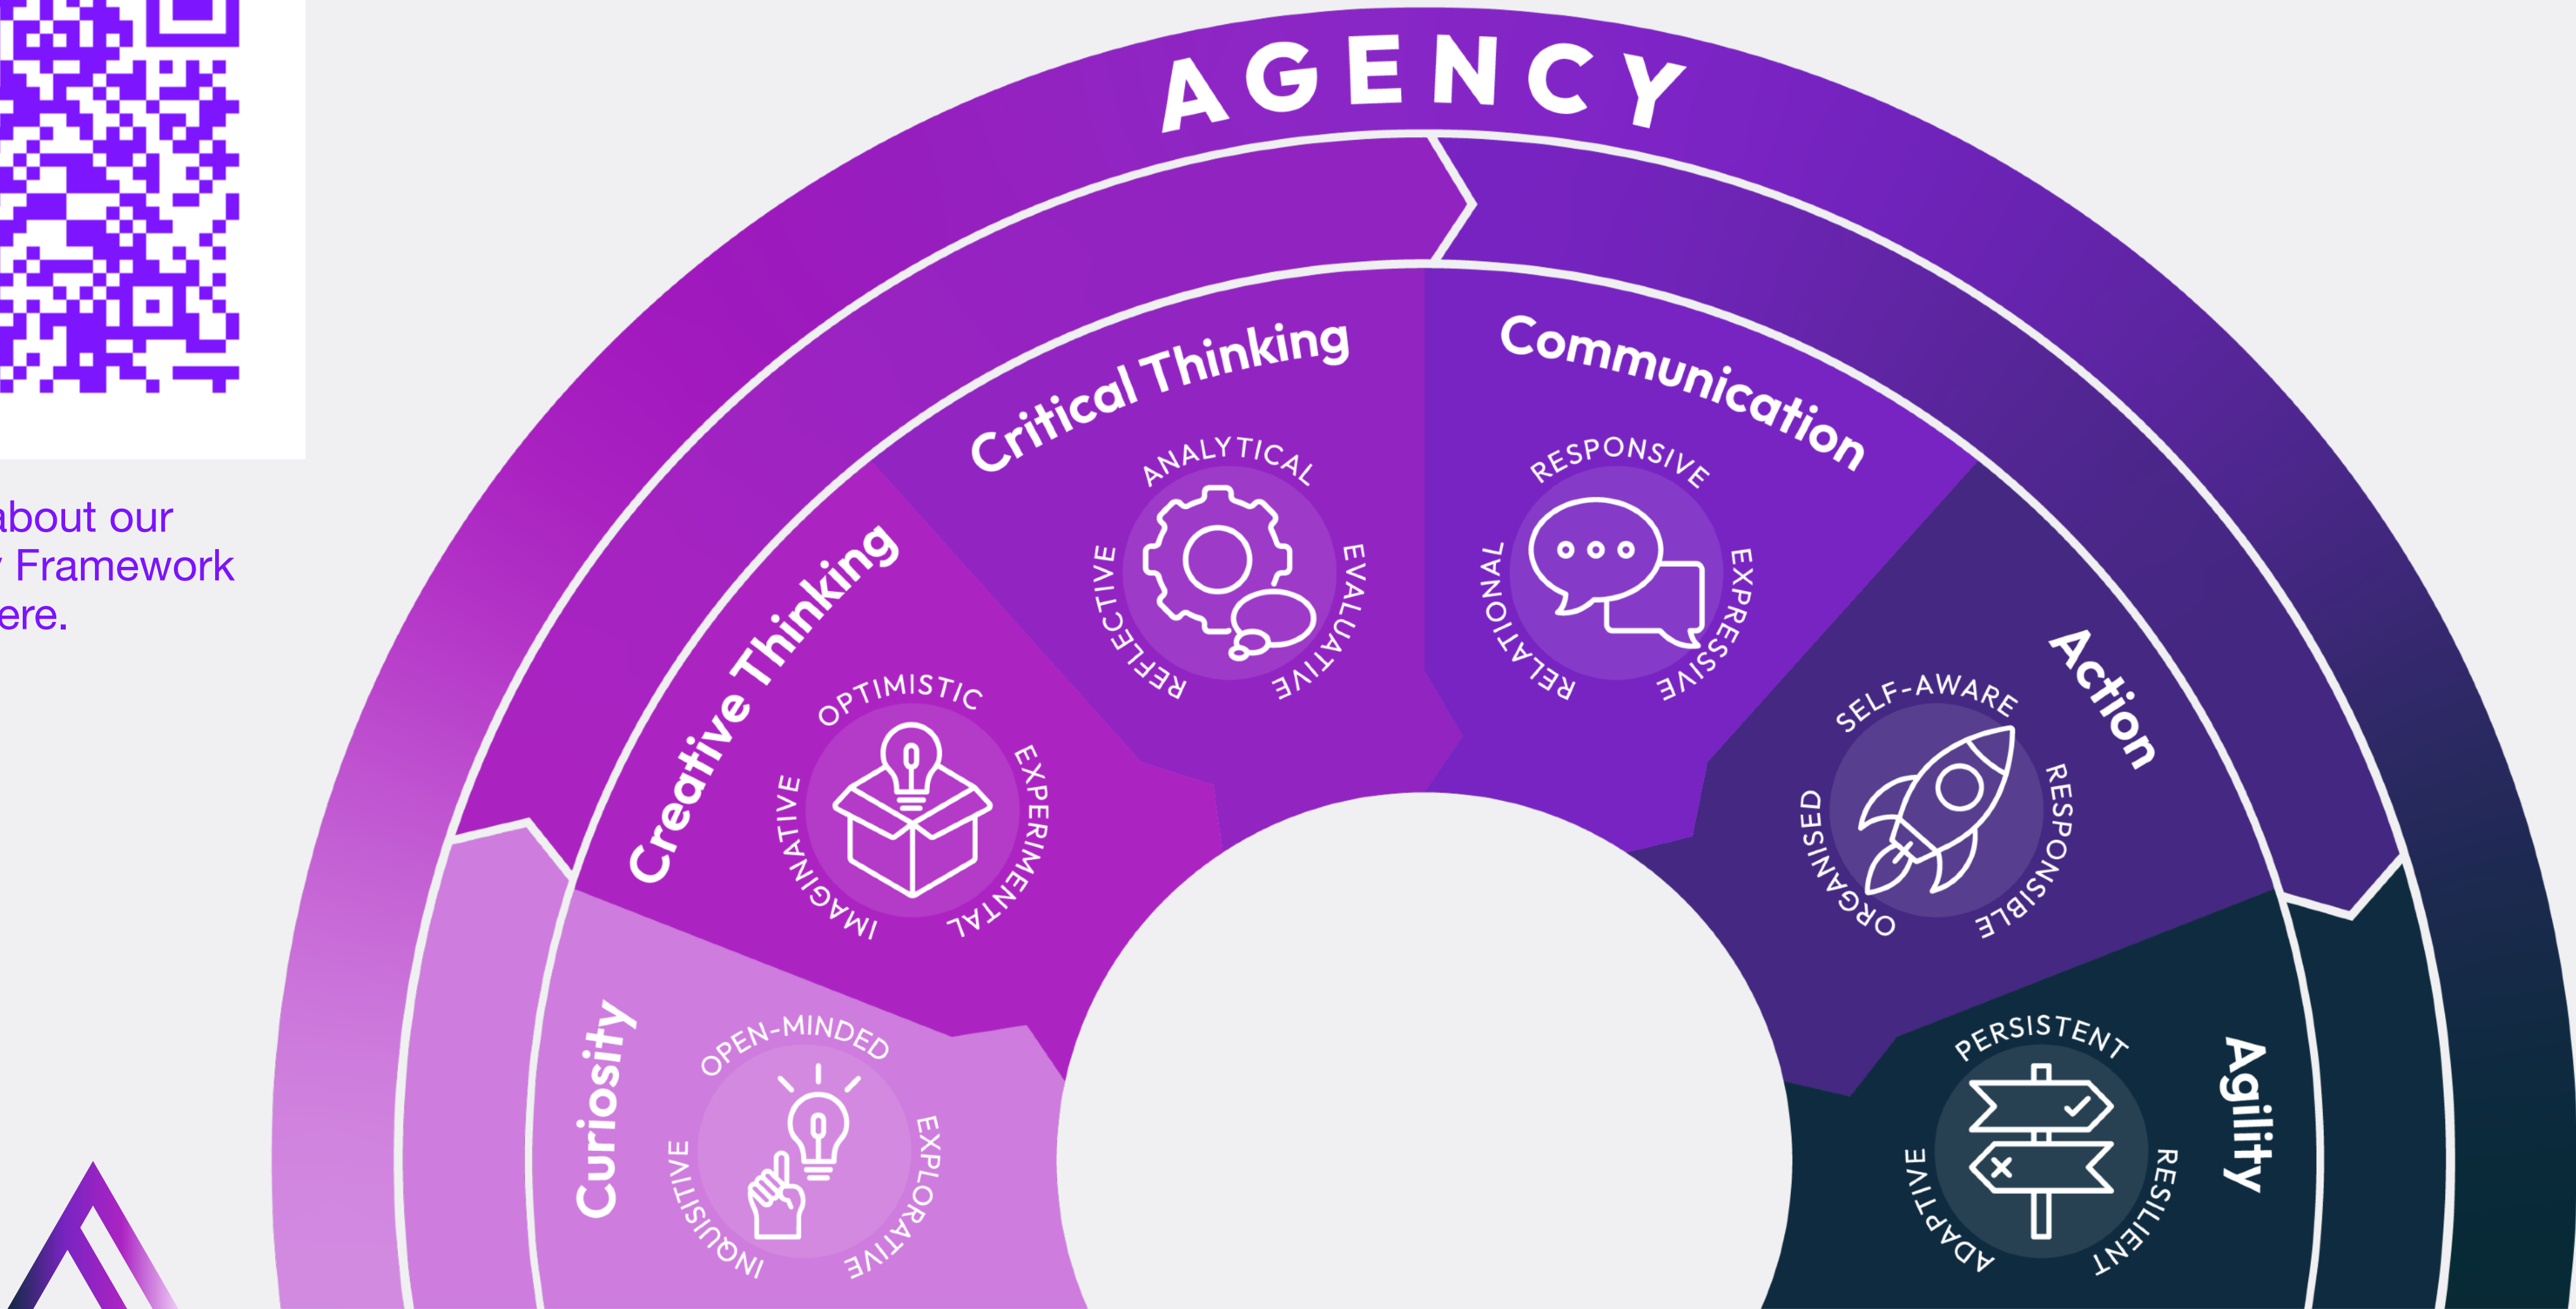 AGENCY
about our
Framework
ere.
Curiosity
OPEN-MINDED
EXPLORATIVE
INQUISITIVE
Creative Thinking
OPTIMISTIC
EXPERIMENTAL
IMAGINATIVE
Critical Thinking
ANALYTICAL
EVALUATIVE
REFLECTIVE
Communication
RESPONSIVE
EXPRESSIVE
RELATIONAL
Action
SELF-AWARE
RESPONSIBLE
ORGANISED
Agility
PERSISTENT
RESILIENT
ADAPTIVE